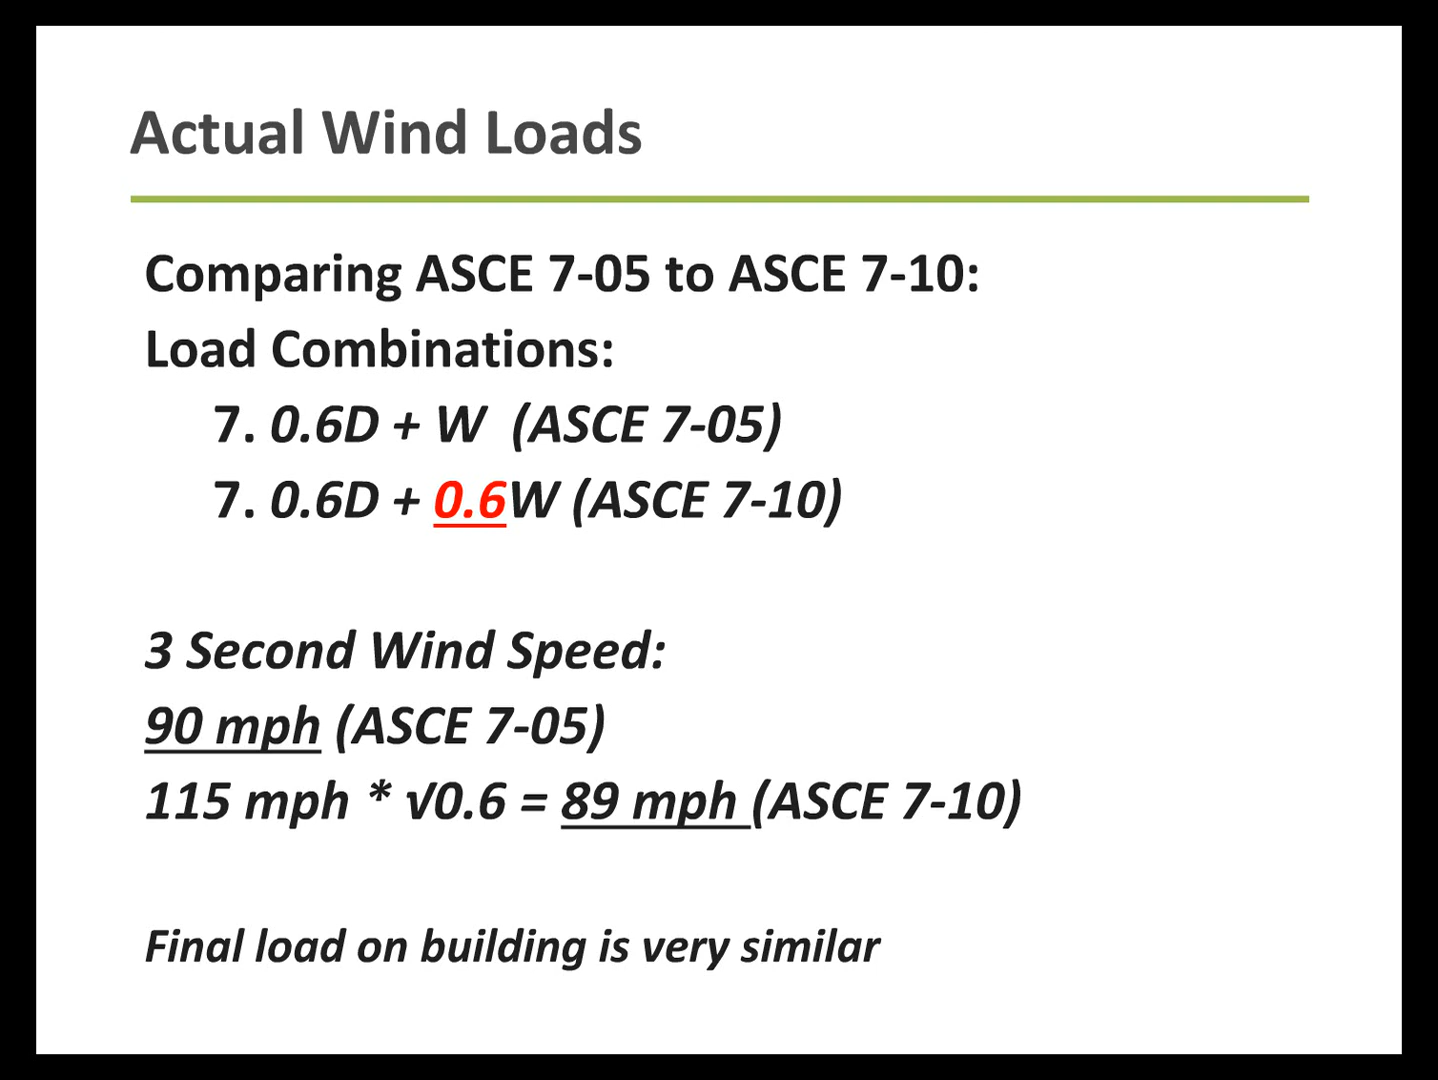 Actual Wind Loads
Comparing ASCE 7-05 to ASCE 7-10:
Load Combinations:
7. 0.6D + W (ASCE 7-05)
7. 0.6D + 0.6W (ASCE 7-10)
3 Second Wind Speed:
90 mph (ASCE 7-05)
115 mph * √0.6 = 89 mph (ASCE 7-10)
Final load on building is very similar